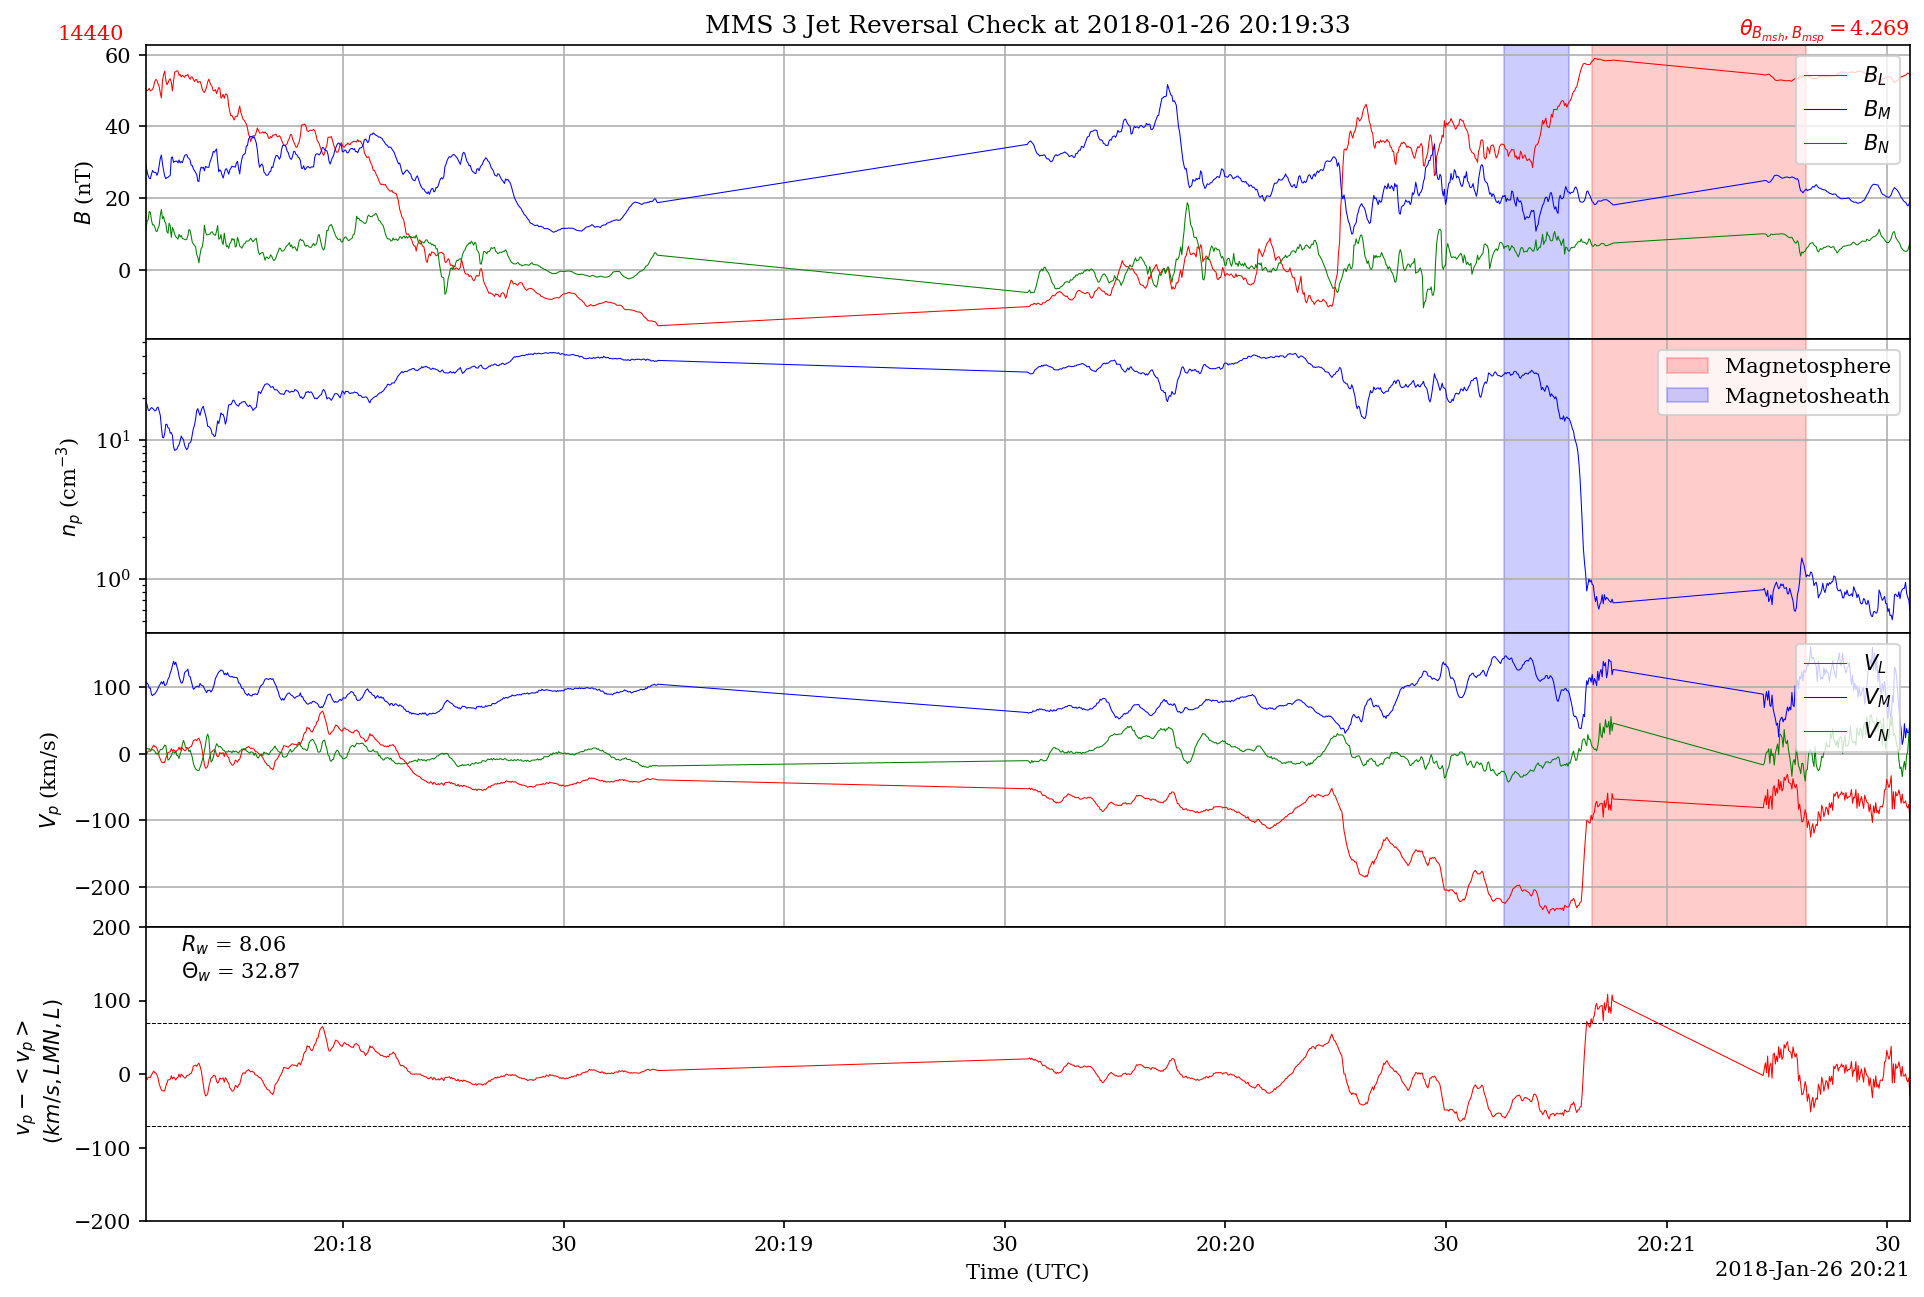 MMS 3 Jet Reversal Check at 2018-01-26 20:19:33
14440
θ_{B_{msh}, B_{msp}} = 4.269
60
40
20
0
B (nT)
B_L
B_M
B_N
10^1
10^0
n_p (cm^{−3})
Magnetosphere
Magnetosheath
100
0
−100
−200
V_p (km/s)
V_L
V_M
V_N
200
100
0
−100
−200
v_p − < v_p >
(km/s, LMN, L)
R_w = 8.06
Θ_w = 32.87
20:18 30 20:19 30 20:20 30 20:21 30
Time (UTC)
2018-Jan-26 20:21